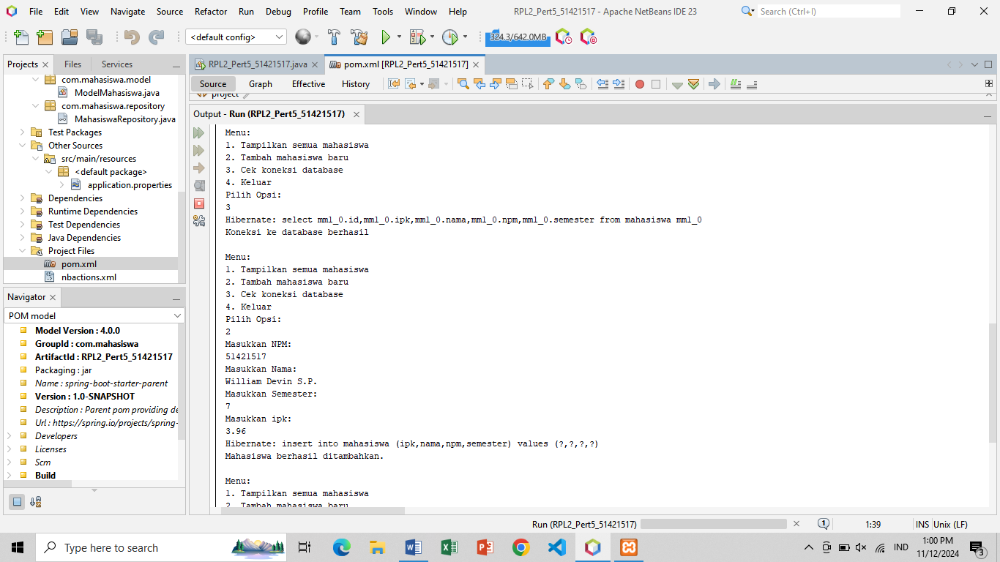 File Edit View Navigate Source Refactor Run Debug Profile Team Tools Window Help
RPL2_Pert5_51421517 - Apache NetBeans IDE 23
Search (Ctrl+I)
<default config>
324.3/642.0MB
Projects
Files
Services
com.mahasiswa.model
ModelMahasiswa.java
com.mahasiswa.repository
MahasiswaRepository.java
Test Packages
Other Sources
src/main/resources
<default package>
application.properties
Dependencies
Runtime Dependencies
Test Dependencies
Java Dependencies
Project Files
pom.xml
nbactions.xml
Navigator
POM model
Model Version : 4.0.0
GroupId : com.mahasiswa
ArtifactId : RPL2_Pert5_51421517
Packaging : jar
Name : spring-boot-starter-parent
Version : 1.0-SNAPSHOT
Description : Parent pom providing de
Url : https://spring.io/projects/spring-
Developers
Licenses
Scm
Build
RPL2_Pert5_51421517.java
pom.xml [RPL2_Pert5_51421517]
Source Graph Effective History
project
Output - Run (RPL2_Pert5_51421517)
Menu:
1. Tampilkan semua mahasiswa
2. Tambah mahasiswa baru
3. Cek koneksi database
4. Keluar
Pilih Opsi:
3
Hibernate: select mm1_0.id,mm1_0.ipk,mm1_0.nama,mm1_0.npm,mm1_0.semester from mahasiswa mm1_0
Koneksi ke database berhasil
Menu:
1. Tampilkan semua mahasiswa
2. Tambah mahasiswa baru
3. Cek koneksi database
4. Keluar
Pilih Opsi:
2
Masukkan NPM:
51421517
Masukkan Nama:
William Devin S.P.
Masukkan Semester:
7
Masukkan ipk:
3.96
Hibernate: insert into mahasiswa (ipk,nama,npm,semester) values (?,?,?,?)
Mahasiswa berhasil ditambahkan.
Menu:
1. Tampilkan semua mahasiswa
2. Tambah mahasiswa baru
Run (RPL2_Pert5_51421517)
1
1:39
INS
Unix (LF)
Type here to search
IND
1:00 PM
11/12/2024
3